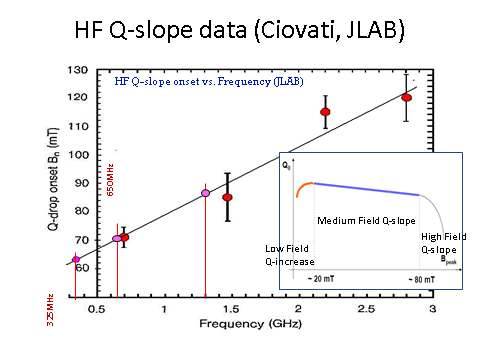 HF Q-slope data (Ciovati, JLAB)
HF Q-slope onset vs. Frequency (JLAB)
Q-drop onset Bn (mT)
130
120
110
100
90
80
70
60
650MHz
325MHz
0.5
1
1.5
2
2.5
3
Frequency (GHz)
Q0
Medium Field Q-slope
Low Field
Q-increase
High Field
Q-slope
Bpeak
~ 20 mT
~ 80 mT